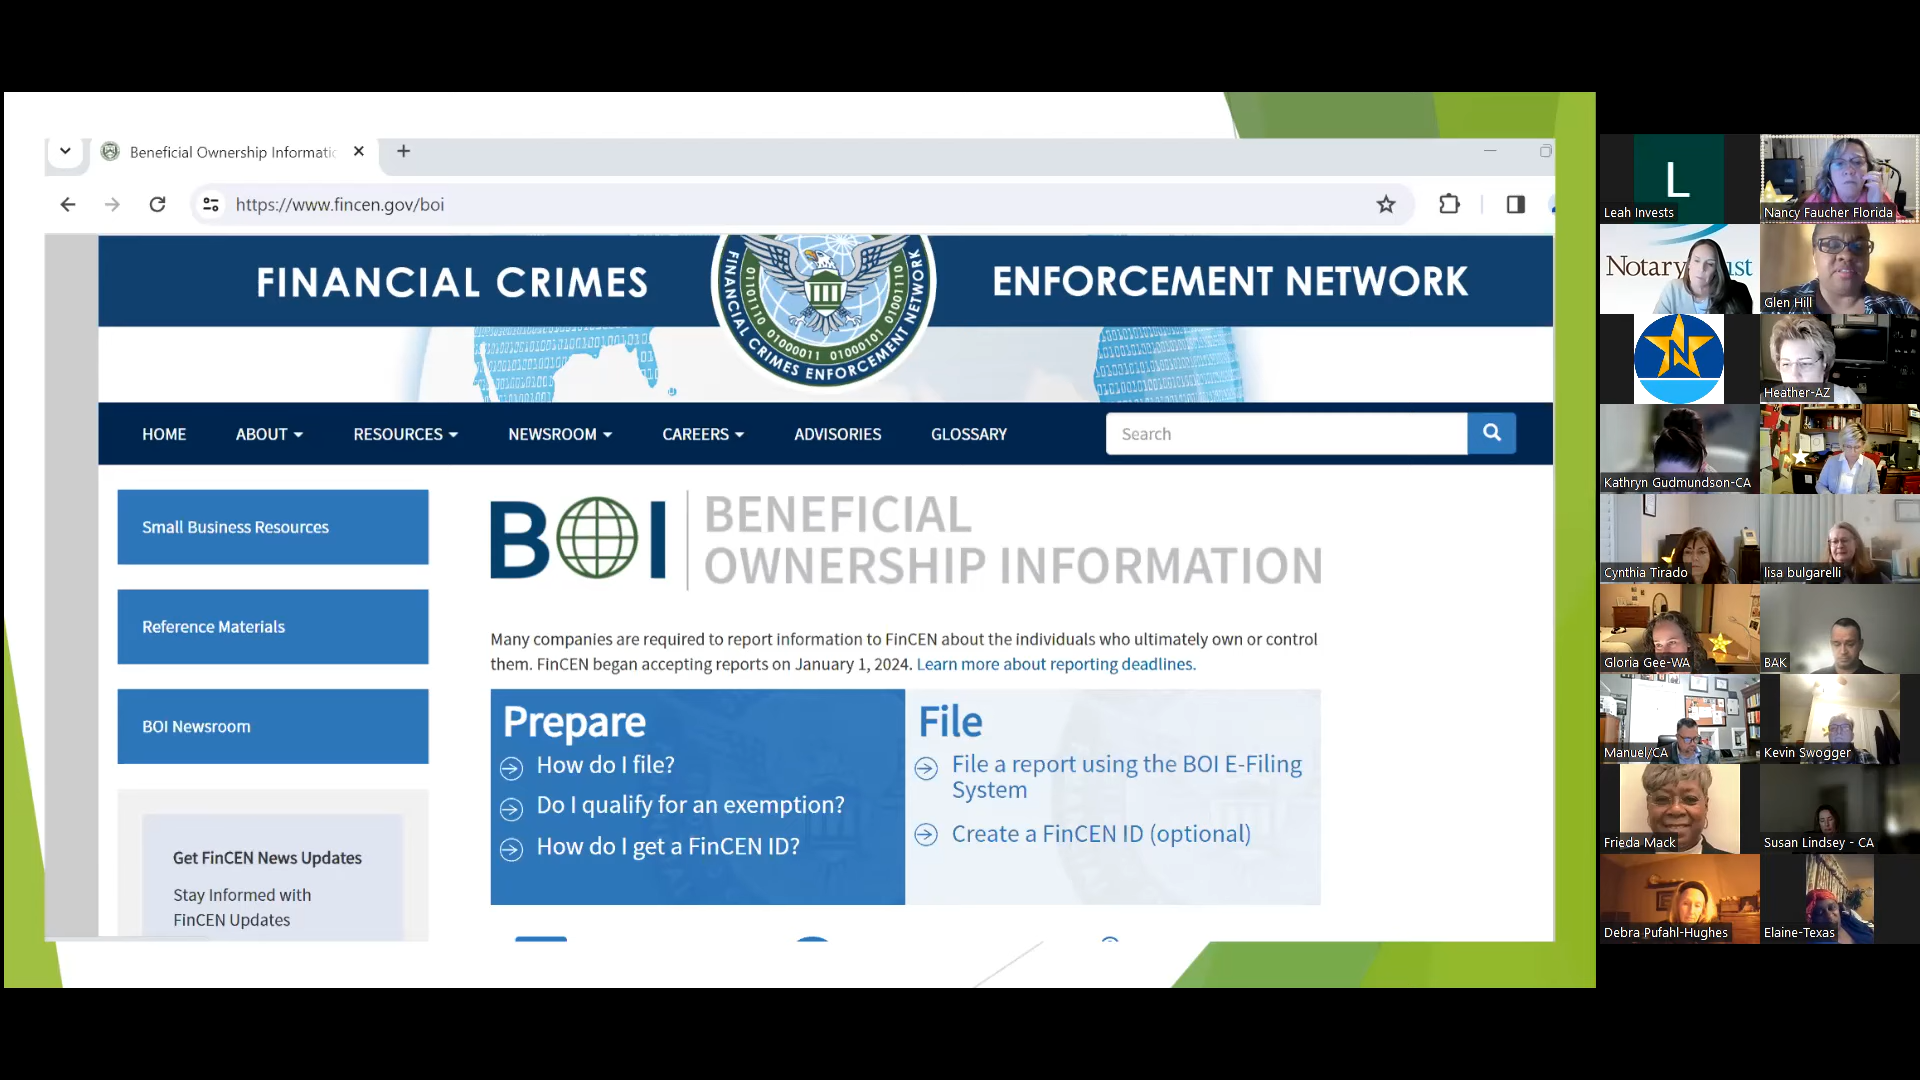 Beneficial Ownership Informatic
https://www.fincen.gov/boi
FINANCIAL CRIMES
ENFORCEMENT NETWORK
FINANCIAL CRIMES ENFORCEMENT NETWORK
HOME
ABOUT
RESOURCES
NEWSROOM
CAREERS
ADVISORIES
GLOSSARY
Search
Small Business Resources
Reference Materials
BOI Newsroom
Get FinCEN News Updates
Stay Informed with
FinCEN Updates
BOI
BENEFICIAL
OWNERSHIP INFORMATION
Many companies are required to report information to FinCEN about the individuals who ultimately own or control
them. FinCEN began accepting reports on January 1, 2024. Learn more about reporting deadlines.
Prepare
How do I file?
Do I qualify for an exemption?
How do I get a FinCEN ID?
File
File a report using the BOI E-Filing
System
Create a FinCEN ID (optional)
L
Leah Invests
Nancy Faucher Florida
Notary
ust
Glen Hill
N
Heather-AZ
Kathryn Gudmundson-CA
Cynthia Tirado
lisa bulgarelli
Gloria Gee-WA
BAK
Manuel/CA
Kevin Swogger
Frieda Mack
Susan Lindsey - CA
Debra Pufahl-Hughes
Elaine-Texas